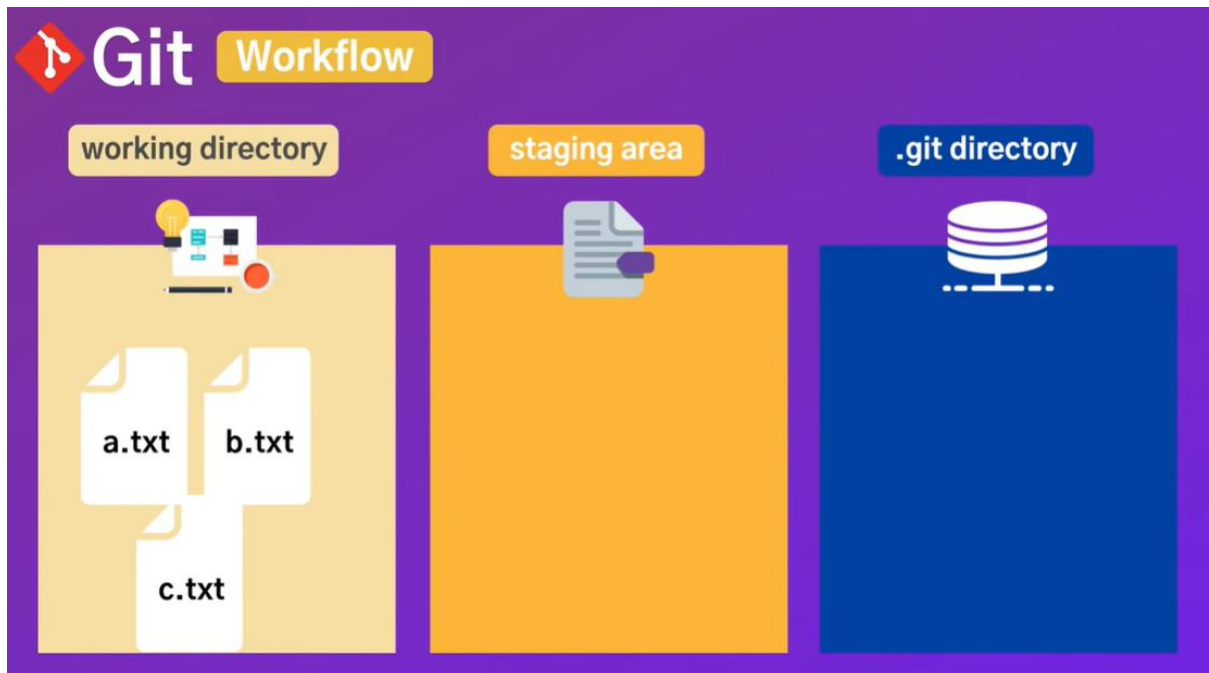 Git Workflow
working directory
staging area
.git directory
a.txt
b.txt
c.txt